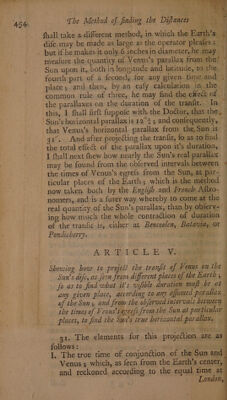 454 The Method of finding the Distances
shall take a different method, in which the Earth's
disc may be made as large as the operator pleases:
but if he makes it only 6 inches in diameter, he may
measure the quantity of Venus's parallax from the
Sun upon it, both in longitude and latitude, to the
fourth part of a second, for any given time and
place; and then, by an easy calculation in the
common rule of three, he may find the effect of
the parallaxes on the duration of the transit. In
this, I shall first suppose with the Doctor, that the
Sun's horizontal parallax is 12"½; and consequently,
that Venus's horizontal parallax from the Sun is
31". And after projecting the transit, so as to find
the total effect of the parallax upon it's duration,
I shall next shew how nearly the Sun's real parallax
may be found from the observed intervals between
the times of Venus's egress from the Sun, at par-
ticular places of the Earth; which is the method
now taken both by the English and French Astro-
nomers, and is a surer way whereby to come at the
real quantity of the Sun's parallax, than by observ-
ing how much the whole contraction of duration
of the transit is, either at Bencoolen, Batavia, or
Pondicherry.
ARTICLE V.
Shewing how to project the transit of Venus on the
Sun's disc, as seen from different places of the Earth;
so as to find what it's visible duration must be at
any given place, according to any assumed parallax
of the Sun; and from the observed intervals between
the times of Venus's egress from the Sun at particular
places, to find the Sun's true horizontal parallax.
31. The elements for this projection are as
follows:
I. The true time of conjunction of the Sun and
Venus; which, as seen from the Earth's center,
and reckoned according to the equal time at
London,